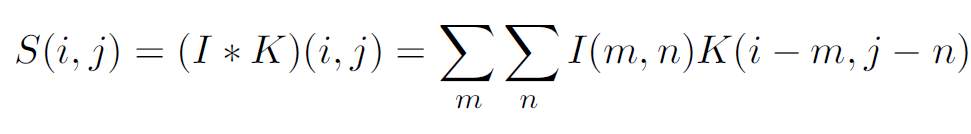 S(i, j) = (I ∗ K)(i, j) = ∑_m ∑_n I(m, n)K(i − m, j − n)